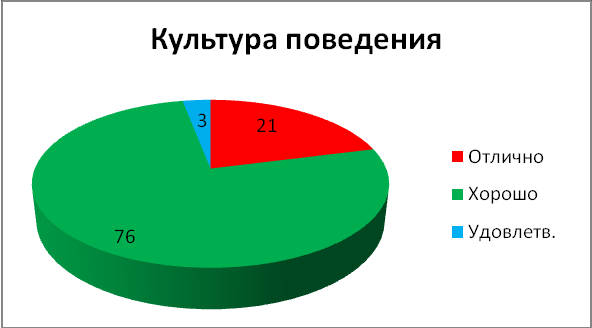 Культура поведения
3
21
76
Отлично
Хорошо
Удовлетв.